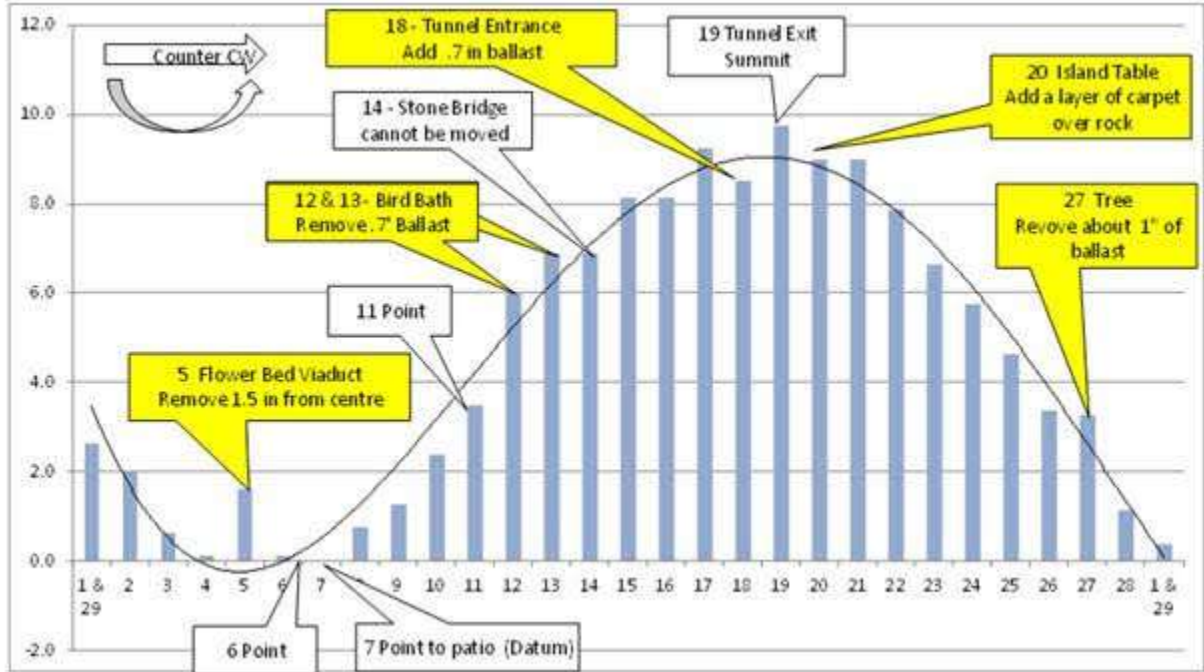 12.0
10.0
8.0
6.0
4.0
2.0
0.0
-2.0
Counter CW
18 - Tunnel Entrance
Add .7 in ballast
19 Tunnel Exit
Summit
20 Island Table
Add a layer of carpet
over rock
14 - Stone Bridge
cannot be moved
12 & 13- Bird Bath
Remove .7' Ballast
27 Tree
Revove about 1" of
ballast
11 Point
5 Flower Bed Viaduct
Remove 1.5 in from centre
1 & 29 2 3 4 5 6 7 8 9 10 11 12 13 14 15 16 17 18 19 20 21 22 23 24 25 26 27 28 1 & 29
6 Point
7 Point to patio (Datum)